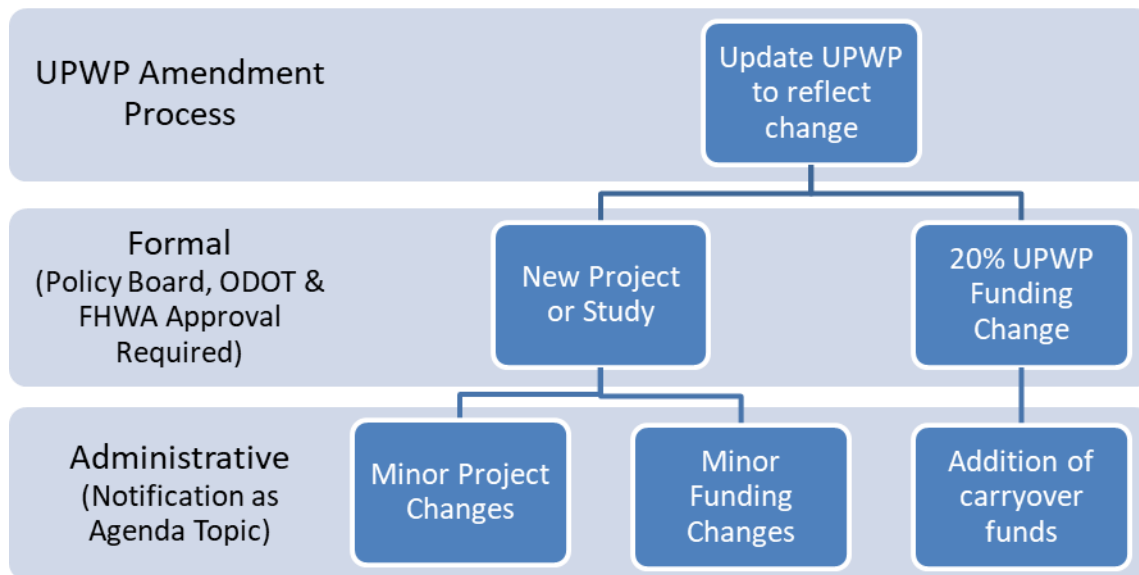 UPWP Amendment
Process
Update UPWP
to reflect
change
Formal
(Policy Board, ODOT &
FHWA Approval
Required)
New Project
or Study
20% UPWP
Funding
Change
Administrative
(Notification as
Agenda Topic)
Minor Project
Changes
Minor
Funding
Changes
Addition of
carryover
funds